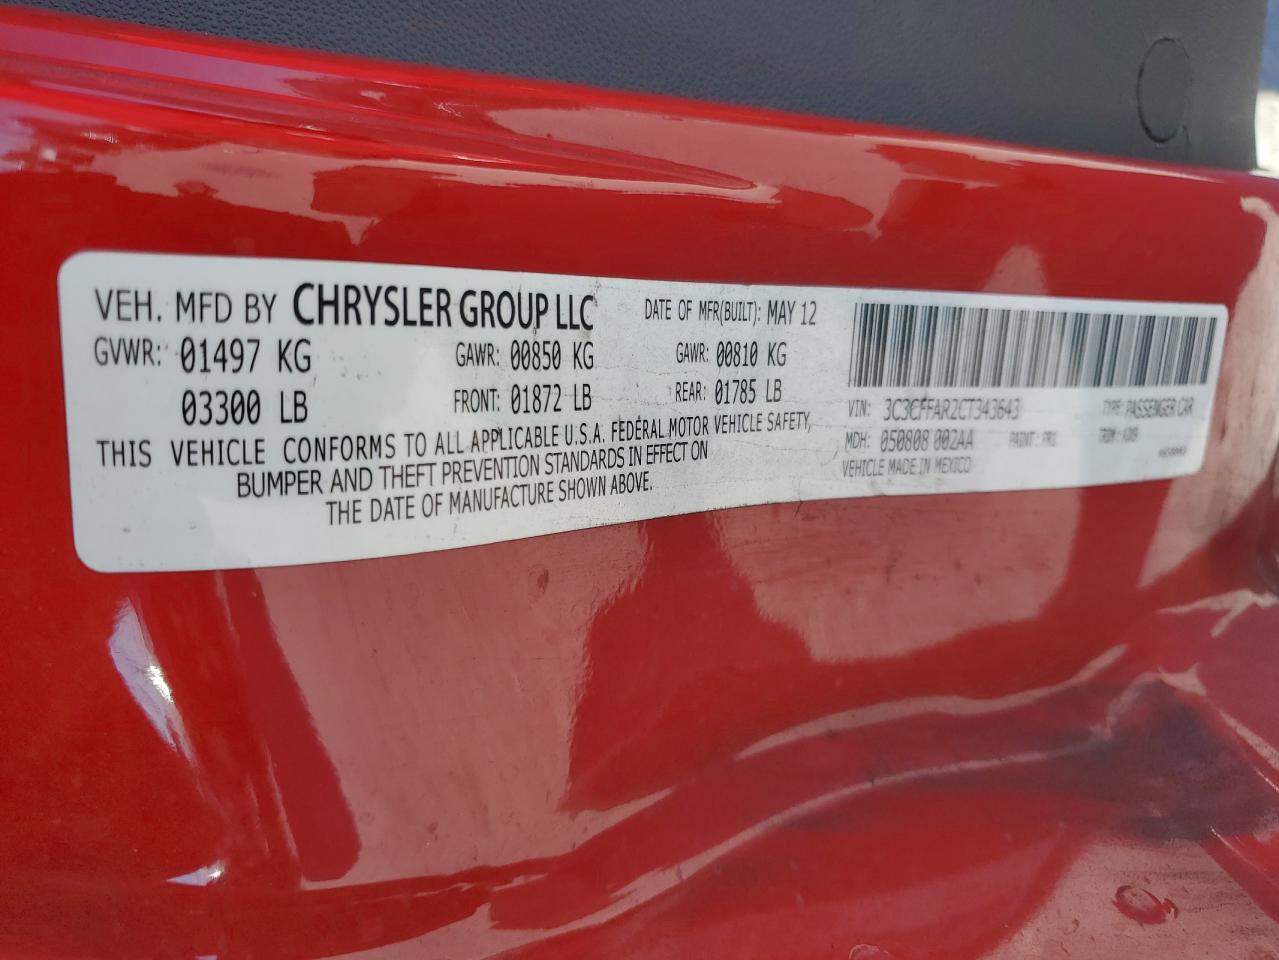 VEH. MFD BY CHRYSLER GROUP LLC DATE OF MFR(BUILT): MAY 12
GVWR: 01497 KG GAWR: 00850 KG GAWR: 00810 KG
03300 LB FRONT: 01872 LB REAR: 01785 LB
THIS VEHICLE CONFORMS TO ALL APPLICABLE U.S.A. FEDERAL MOTOR VEHICLE SAFETY,
BUMPER AND THEFT PREVENTION STANDARDS IN EFFECT ON
THE DATE OF MANUFACTURE SHOWN ABOVE.
VIN: 3C3CFFAR2CT343643 TYPE: PASSENGER CAR
MDH: 050808 002AA PAINT: PR1 TRIM:
VEHICLE MADE IN MEXICO